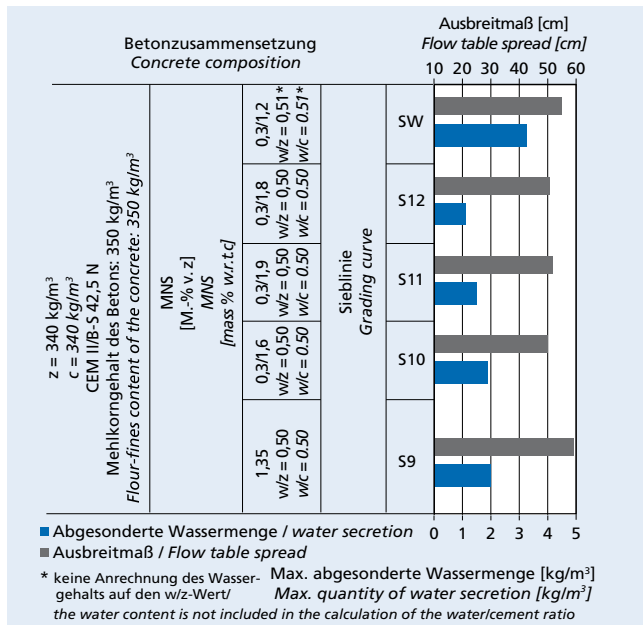 Betonzusammensetzung
Concrete composition
Ausbreitmaß [cm]
Flow table spread [cm]
10 20 30 40 50 60
z = 340 kg/m³
c = 340 kg/m³
CEM II/B-S 42,5 N
Mehlkorngehalt des Betons: 350 kg/m³
Flour-fines content of the concrete: 350 kg/m³
MNS
[M.-% v. z]
MNS
[mass % w.r.t.c]
0,3/1,2
w/z = 0,51*
w/c = 0.51*
0,3/1,8
w/z = 0,50
w/c = 0.50
0,3/1,9
w/z = 0,50
w/c = 0.50
0,3/1,6
w/z = 0,50
w/c = 0.50
1,35
w/z = 0,50
w/c = 0.50
Sieblinie
Grading curve
SW
S12
S11
S10
S9
0 1 2 3 4 5
Abgesonderte Wassermenge / water secretion
Ausbreitmaß / Flow table spread
Max. abgesonderte Wassermenge [kg/m³]
Max. quantity of water secretion [kg/m³]
* keine Anrechnung des Wasser-
gehalts auf den w/z-Wert/
the water content is not included in the calculation of the water/cement ratio